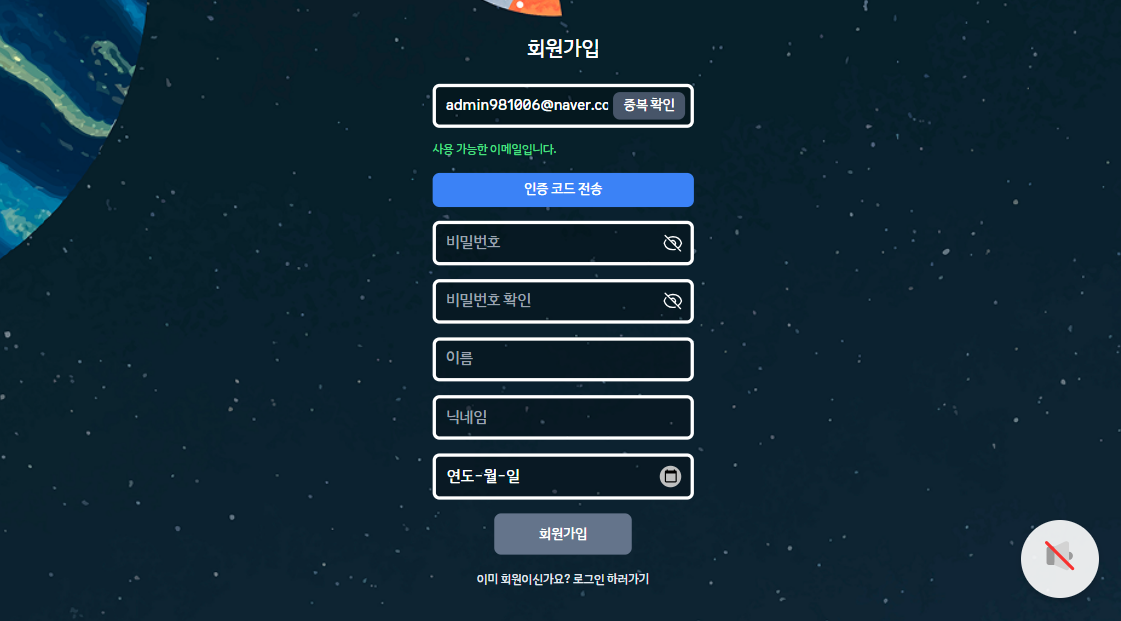 회원가입
admin981006@naver.cc 중복 확인
사용 가능한 이메일입니다.
인증 코드 전송
비밀번호
비밀번호 확인
이름
닉네임
연도-월-일
회원가입
이미 회원이신가요? 로그인 하러가기